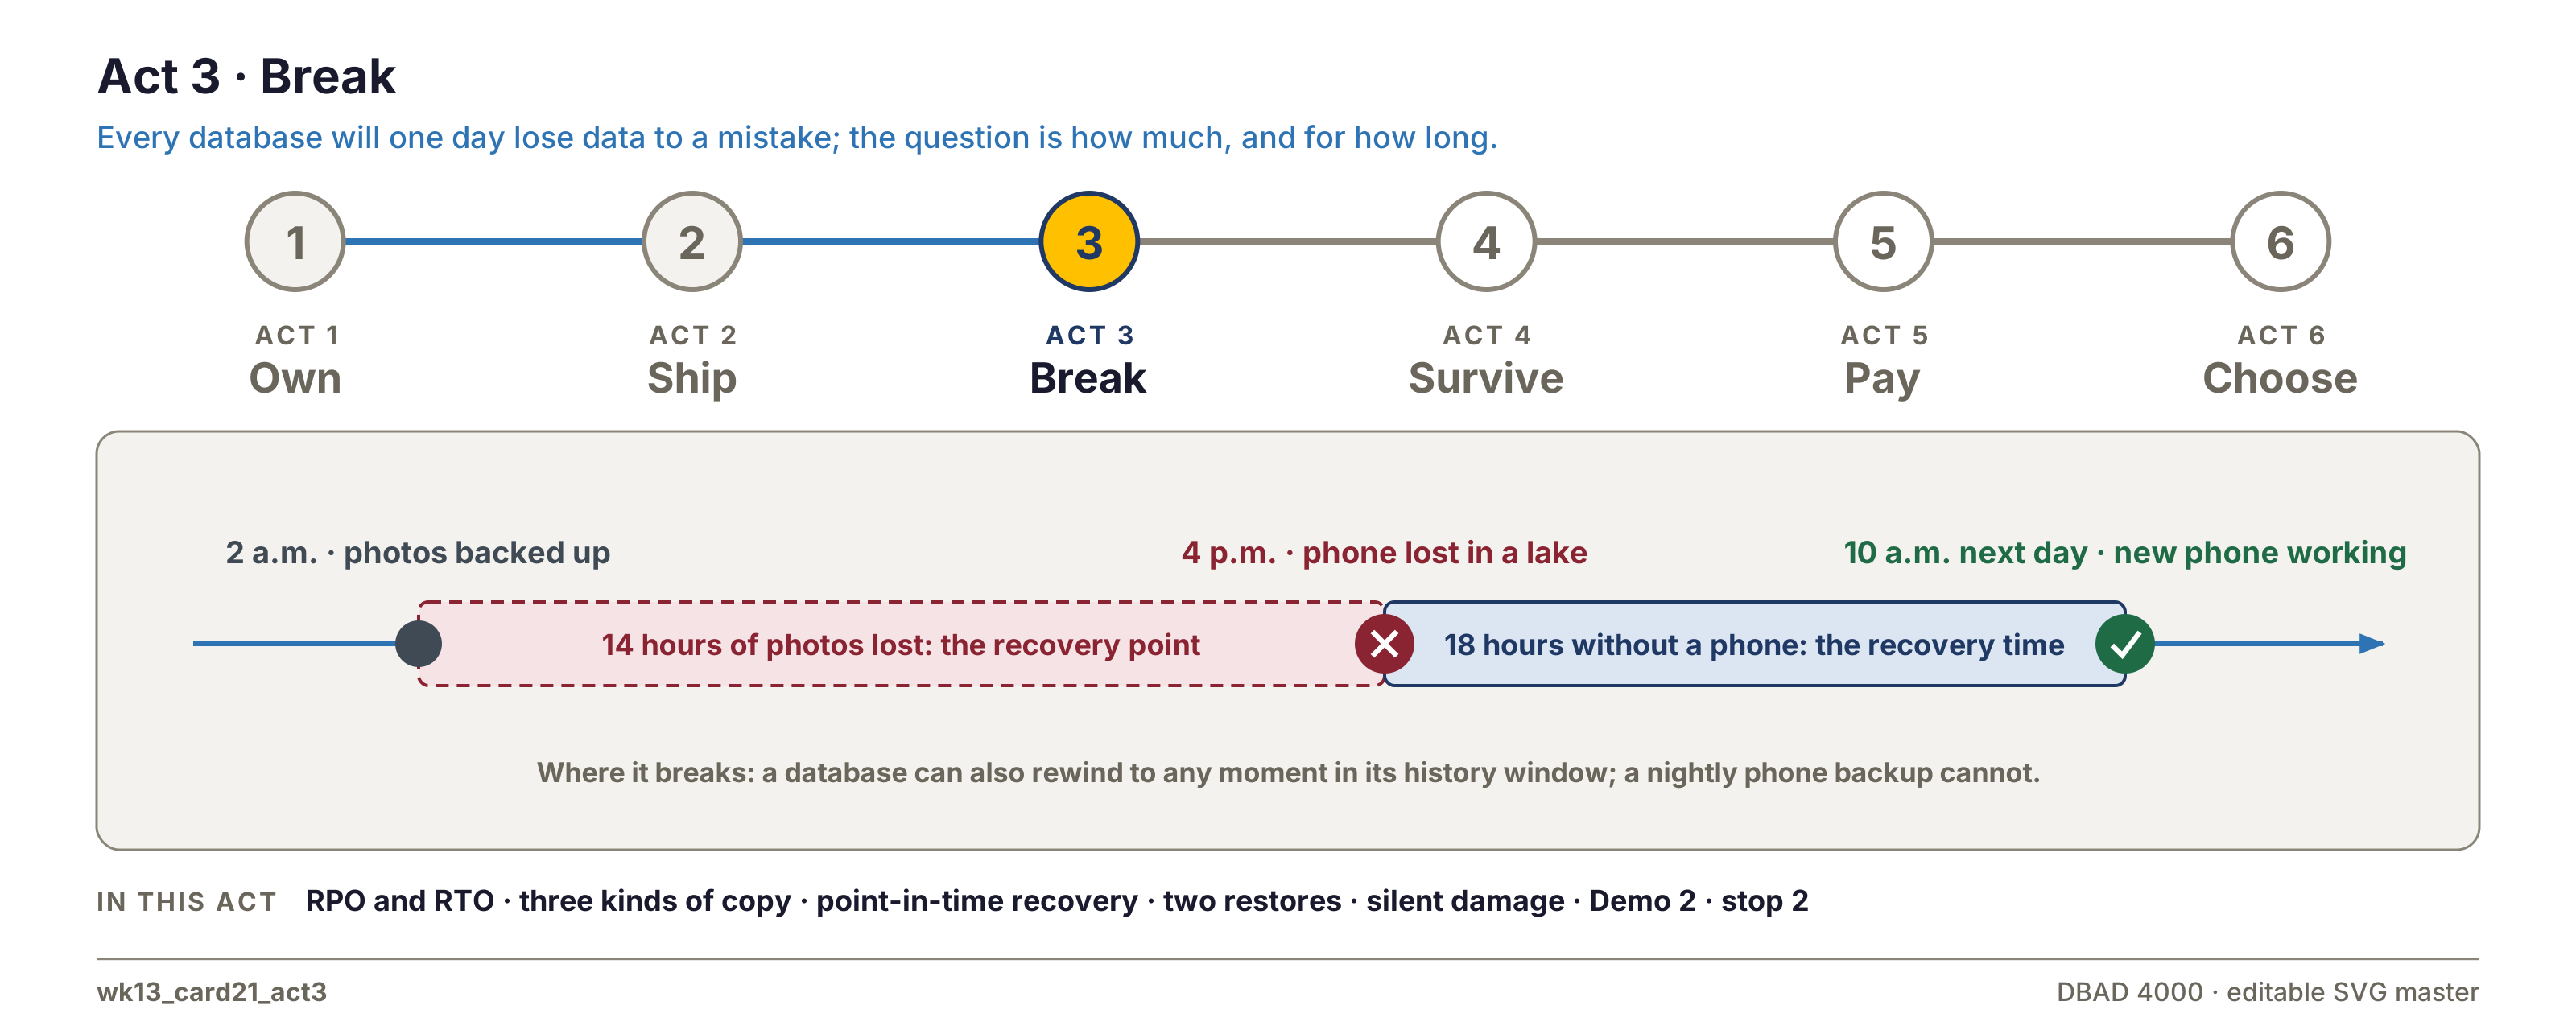 Act 3 · Break
Every database will one day lose data to a mistake; the question is how much, and for how long.
1 2 3 4 5 6
ACT 1 ACT 2 ACT 3 ACT 4 ACT 5 ACT 6
Own Ship Break Survive Pay Choose
2 a.m. · photos backed up 4 p.m. · phone lost in a lake 10 a.m. next day · new phone working
14 hours of photos lost: the recovery point 18 hours without a phone: the recovery time
Where it breaks: a database can also rewind to any moment in its history window; a nightly phone backup cannot.
IN THIS ACT RPO and RTO · three kinds of copy · point-in-time recovery · two restores · silent damage · Demo 2 · stop 2
wk13_card21_act3 DBAD 4000 · editable SVG master